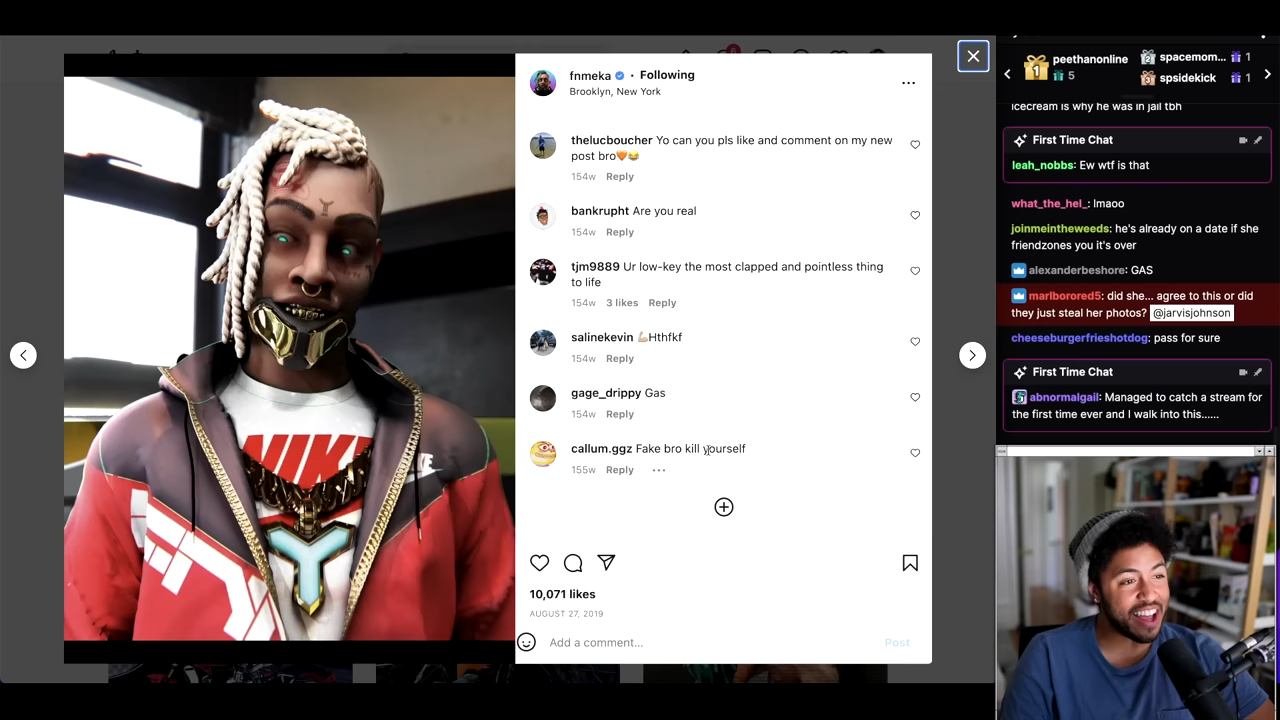 fnmeka • Following
Brooklyn, New York
thelucboucher Yo can you pls like and comment on my new
post bro🧡😂
154w Reply
bankrupht Are you real
154w Reply
tjm9889 Ur low-key the most clapped and pointless thing
to life
154w 3 likes Reply
salinekevin 💪🏻Hthfkf
154w Reply
gage_drippy Gas
154w Reply
callum.ggz Fake bro kill yourself
155w Reply
10,071 likes
AUGUST 27, 2019
Add a comment... Post
NIKE
NIKE
peethanonline
5
spacemom... 1
spsidekick 1
icecream is why he was in jail tbh
First Time Chat
leah_nobbs: Ew wtf is that
what_the_hel_: lmaoo
joinmeintheweeds: he's already on a date if she
friendzones you it's over
alexanderbeshore: GAS
marlborored5: did she... agree to this or did
they just steal her photos? @jarvisjohnson
cheeseburgerfrieshotdog: pass for sure
First Time Chat
abnormalgail: Managed to catch a stream for
the first time ever and I walk into this......